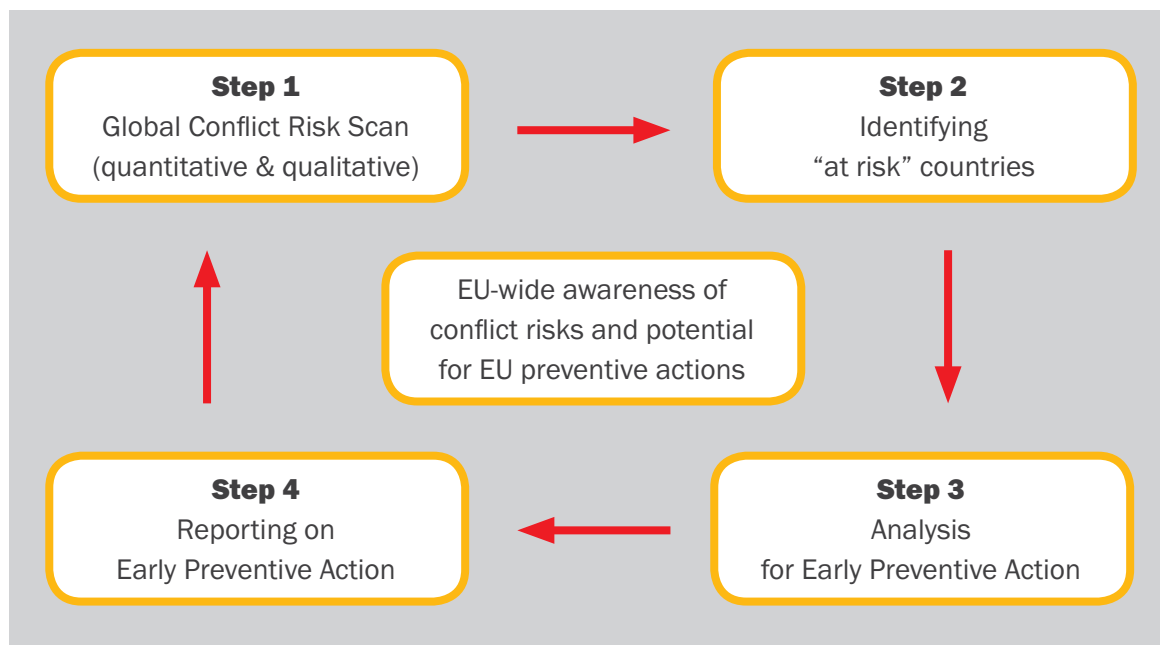 Step 1
Global Conflict Risk Scan
(quantitative & qualitative)
Step 2
Identifying
“at risk” countries
EU-wide awareness of
conflict risks and potential
for EU preventive actions
Step 4
Reporting on
Early Preventive Action
Step 3
Analysis
for Early Preventive Action